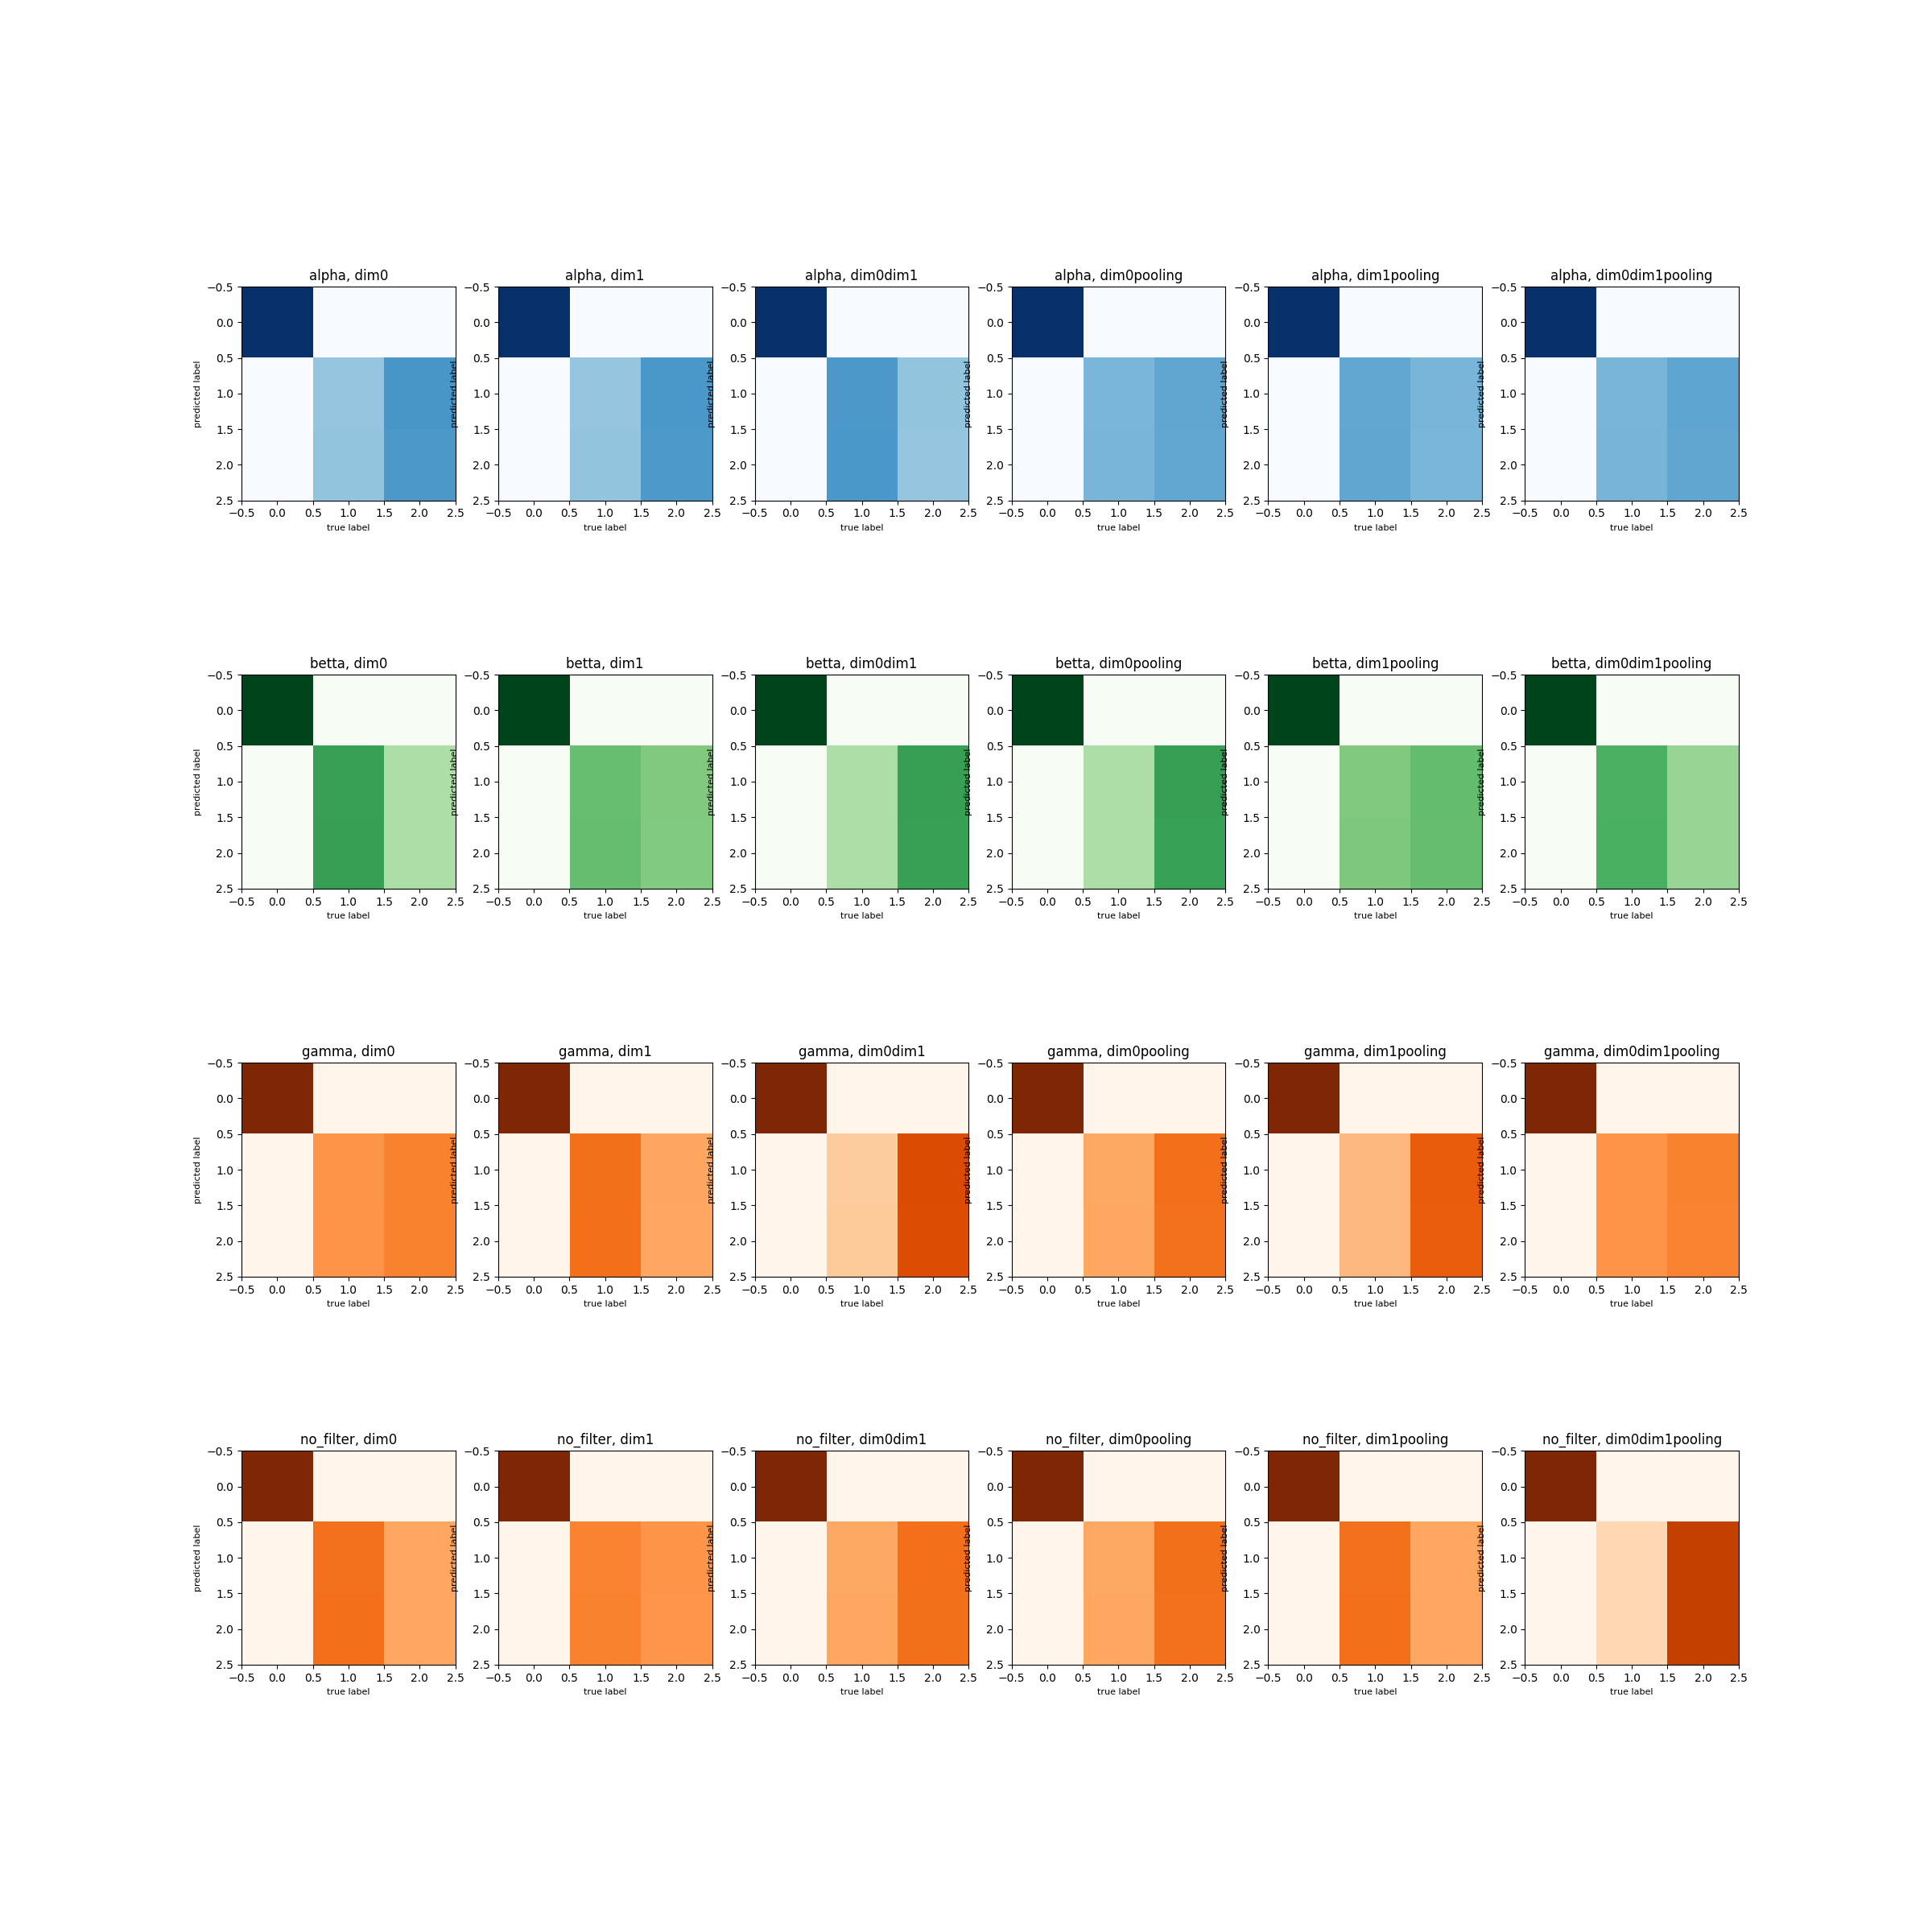 alpha, dim0 alpha, dim1 alpha, dim0dim1 alpha, dim0pooling alpha, dim1pooling alpha, dim0dim1pooling
−0.5 −0.5 −0.5 −0.5 −0.5 −0.5
0.0 0.0 0.0 0.0 0.0 0.0
0.5 0.5 0.5 0.5 0.5 0.5
predicted label predicted label predicted label predicted label predicted label predicted label
1.0 1.0 1.0 1.0 1.0 1.0
1.5 1.5 1.5 1.5 1.5 1.5
2.0 2.0 2.0 2.0 2.0 2.0
2.5 2.5 2.5 2.5 2.5 2.5
−0.5 0.0 0.5 1.0 1.5 2.0 2.5 −0.5 0.0 0.5 1.0 1.5 2.0 2.5 −0.5 0.0 0.5 1.0 1.5 2.0 2.5 −0.5 0.0 0.5 1.0 1.5 2.0 2.5 −0.5 0.0 0.5 1.0 1.5 2.0 2.5 −0.5 0.0 0.5 1.0 1.5 2.0 2.5
true label true label true label true label true label true label
betta, dim0 betta, dim1 betta, dim0dim1 betta, dim0pooling betta, dim1pooling betta, dim0dim1pooling
−0.5 −0.5 −0.5 −0.5 −0.5 −0.5
0.0 0.0 0.0 0.0 0.0 0.0
0.5 0.5 0.5 0.5 0.5 0.5
predicted label predicted label predicted label predicted label predicted label predicted label
1.0 1.0 1.0 1.0 1.0 1.0
1.5 1.5 1.5 1.5 1.5 1.5
2.0 2.0 2.0 2.0 2.0 2.0
2.5 2.5 2.5 2.5 2.5 2.5
−0.5 0.0 0.5 1.0 1.5 2.0 2.5 −0.5 0.0 0.5 1.0 1.5 2.0 2.5 −0.5 0.0 0.5 1.0 1.5 2.0 2.5 −0.5 0.0 0.5 1.0 1.5 2.0 2.5 −0.5 0.0 0.5 1.0 1.5 2.0 2.5 −0.5 0.0 0.5 1.0 1.5 2.0 2.5
true label true label true label true label true label true label
gamma, dim0 gamma, dim1 gamma, dim0dim1 gamma, dim0pooling gamma, dim1pooling gamma, dim0dim1pooling
−0.5 −0.5 −0.5 −0.5 −0.5 −0.5
0.0 0.0 0.0 0.0 0.0 0.0
0.5 0.5 0.5 0.5 0.5 0.5
predicted label predicted label predicted label predicted label predicted label predicted label
1.0 1.0 1.0 1.0 1.0 1.0
1.5 1.5 1.5 1.5 1.5 1.5
2.0 2.0 2.0 2.0 2.0 2.0
2.5 2.5 2.5 2.5 2.5 2.5
−0.5 0.0 0.5 1.0 1.5 2.0 2.5 −0.5 0.0 0.5 1.0 1.5 2.0 2.5 −0.5 0.0 0.5 1.0 1.5 2.0 2.5 −0.5 0.0 0.5 1.0 1.5 2.0 2.5 −0.5 0.0 0.5 1.0 1.5 2.0 2.5 −0.5 0.0 0.5 1.0 1.5 2.0 2.5
true label true label true label true label true label true label
no_filter, dim0 no_filter, dim1 no_filter, dim0dim1 no_filter, dim0pooling no_filter, dim1pooling no_filter, dim0dim1pooling
−0.5 −0.5 −0.5 −0.5 −0.5 −0.5
0.0 0.0 0.0 0.0 0.0 0.0
0.5 0.5 0.5 0.5 0.5 0.5
predicted label predicted label predicted label predicted label predicted label predicted label
1.0 1.0 1.0 1.0 1.0 1.0
1.5 1.5 1.5 1.5 1.5 1.5
2.0 2.0 2.0 2.0 2.0 2.0
2.5 2.5 2.5 2.5 2.5 2.5
−0.5 0.0 0.5 1.0 1.5 2.0 2.5 −0.5 0.0 0.5 1.0 1.5 2.0 2.5 −0.5 0.0 0.5 1.0 1.5 2.0 2.5 −0.5 0.0 0.5 1.0 1.5 2.0 2.5 −0.5 0.0 0.5 1.0 1.5 2.0 2.5 −0.5 0.0 0.5 1.0 1.5 2.0 2.5
true label true label true label true label true label true label